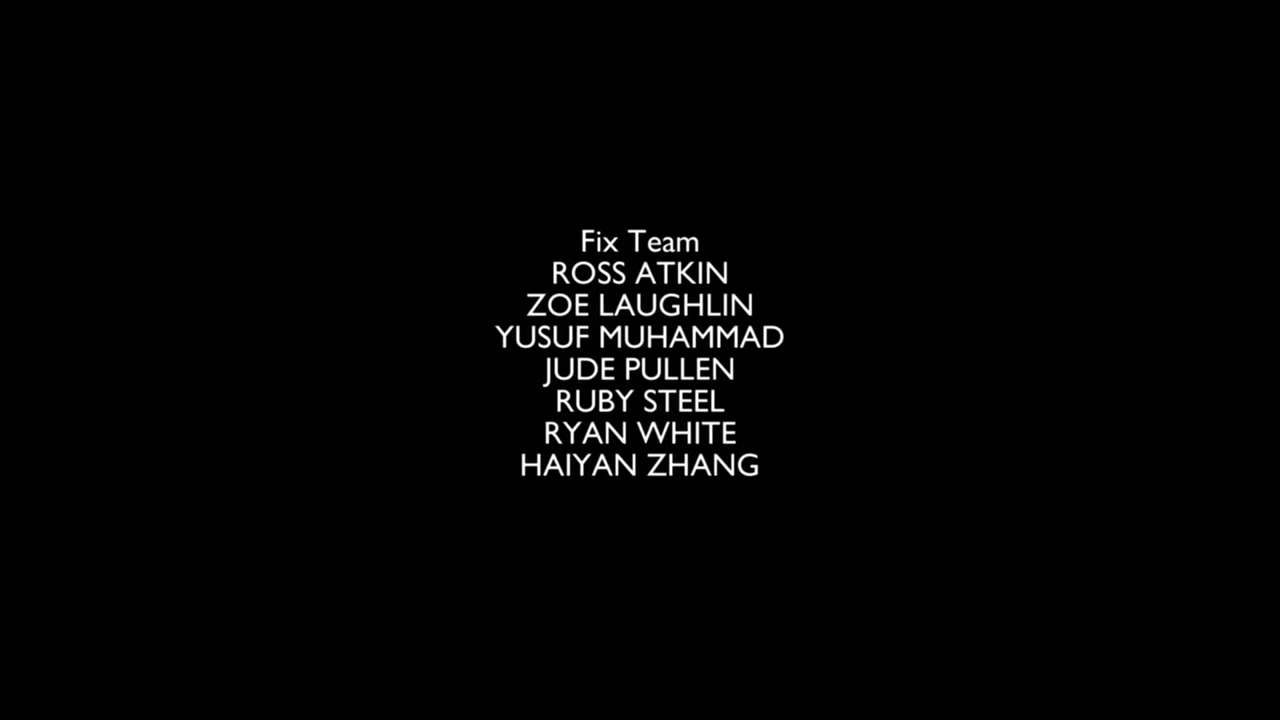 Fix Team
ROSS ATKIN
ZOE LAUGHLIN
YUSUF MUHAMMAD
JUDE PULLEN
RUBY STEEL
RYAN WHITE
HAIYAN ZHANG